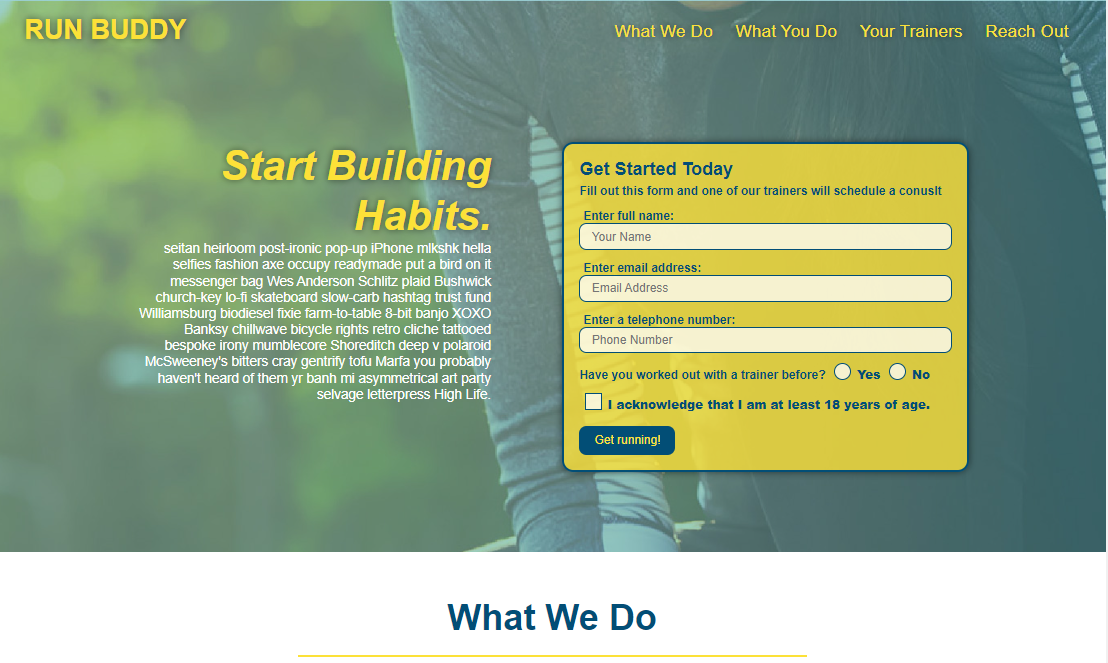 RUN BUDDY
What We Do What You Do Your Trainers Reach Out
Start Building
Habits.
seitan heirloom post-ironic pop-up iPhone mlkshk hella
selfies fashion axe occupy readymade put a bird on it
messenger bag Wes Anderson Schlitz plaid Bushwick
church-key lo-fi skateboard slow-carb hashtag trust fund
Williamsburg biodiesel fixie farm-to-table 8-bit banjo XOXO
Banksy chillwave bicycle rights retro cliche tattooed
bespoke irony mumblecore Shoreditch deep v polaroid
McSweeney's bitters cray gentrify tofu Marfa you probably
haven't heard of them yr banh mi asymmetrical art party
selvage letterpress High Life.
Get Started Today
Fill out this form and one of our trainers will schedule a conuslt
Enter full name:
Your Name
Enter email address:
Email Address
Enter a telephone number:
Phone Number
Have you worked out with a trainer before? Yes No
I acknowledge that I am at least 18 years of age.
Get running!
What We Do